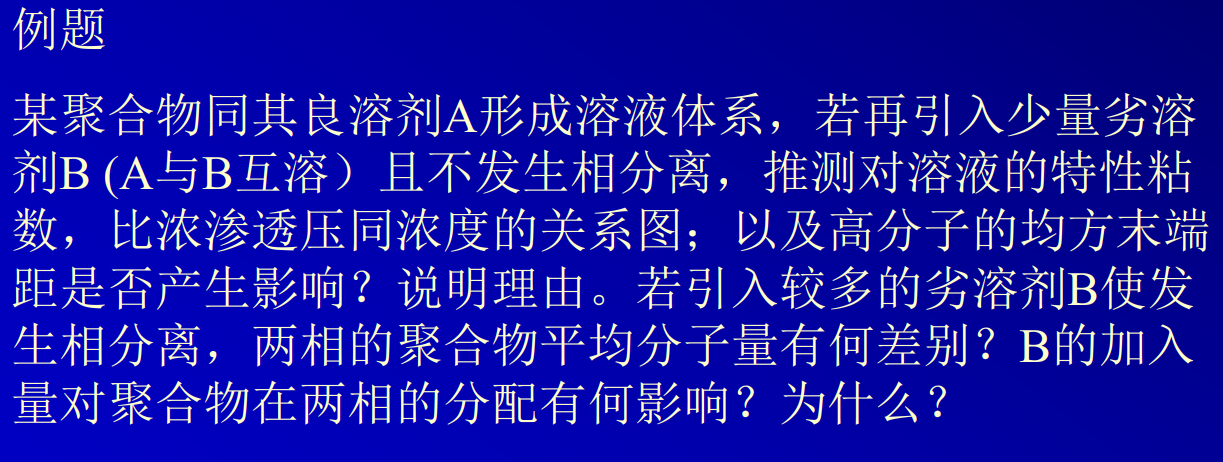 例题
某聚合物同其良溶剂A形成溶液体系，若再引入少量劣溶
剂B (A与B互溶）且不发生相分离，推测对溶液的特性粘
数，比浓渗透压同浓度的关系图；以及高分子的均方末端
距是否产生影响？说明理由。若引入较多的劣溶剂B使发
生相分离，两相的聚合物平均分子量有何差别？B的加入
量对聚合物在两相的分配有何影响？为什么？